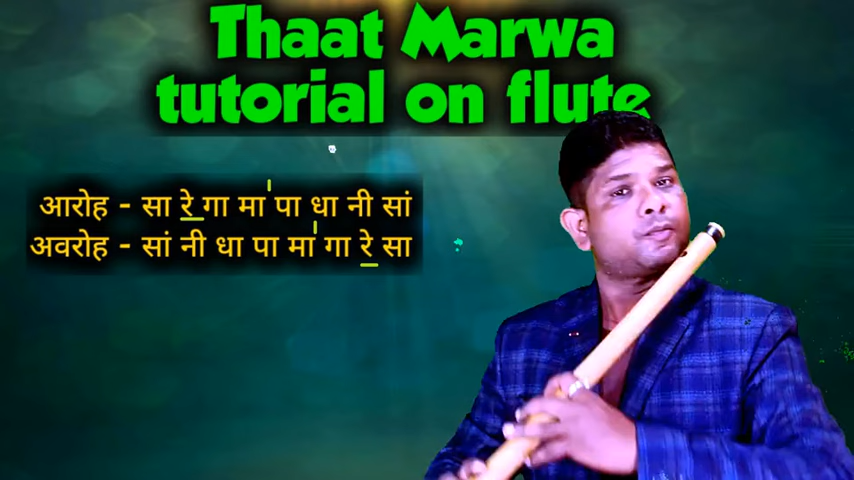 Thaat Marwa
tutorial on flute
आरोह - सा रे॒ गा मा॑ पा धा नी सां
अवरोह - सां नी धा पा मा॑ गा रे॒ सा